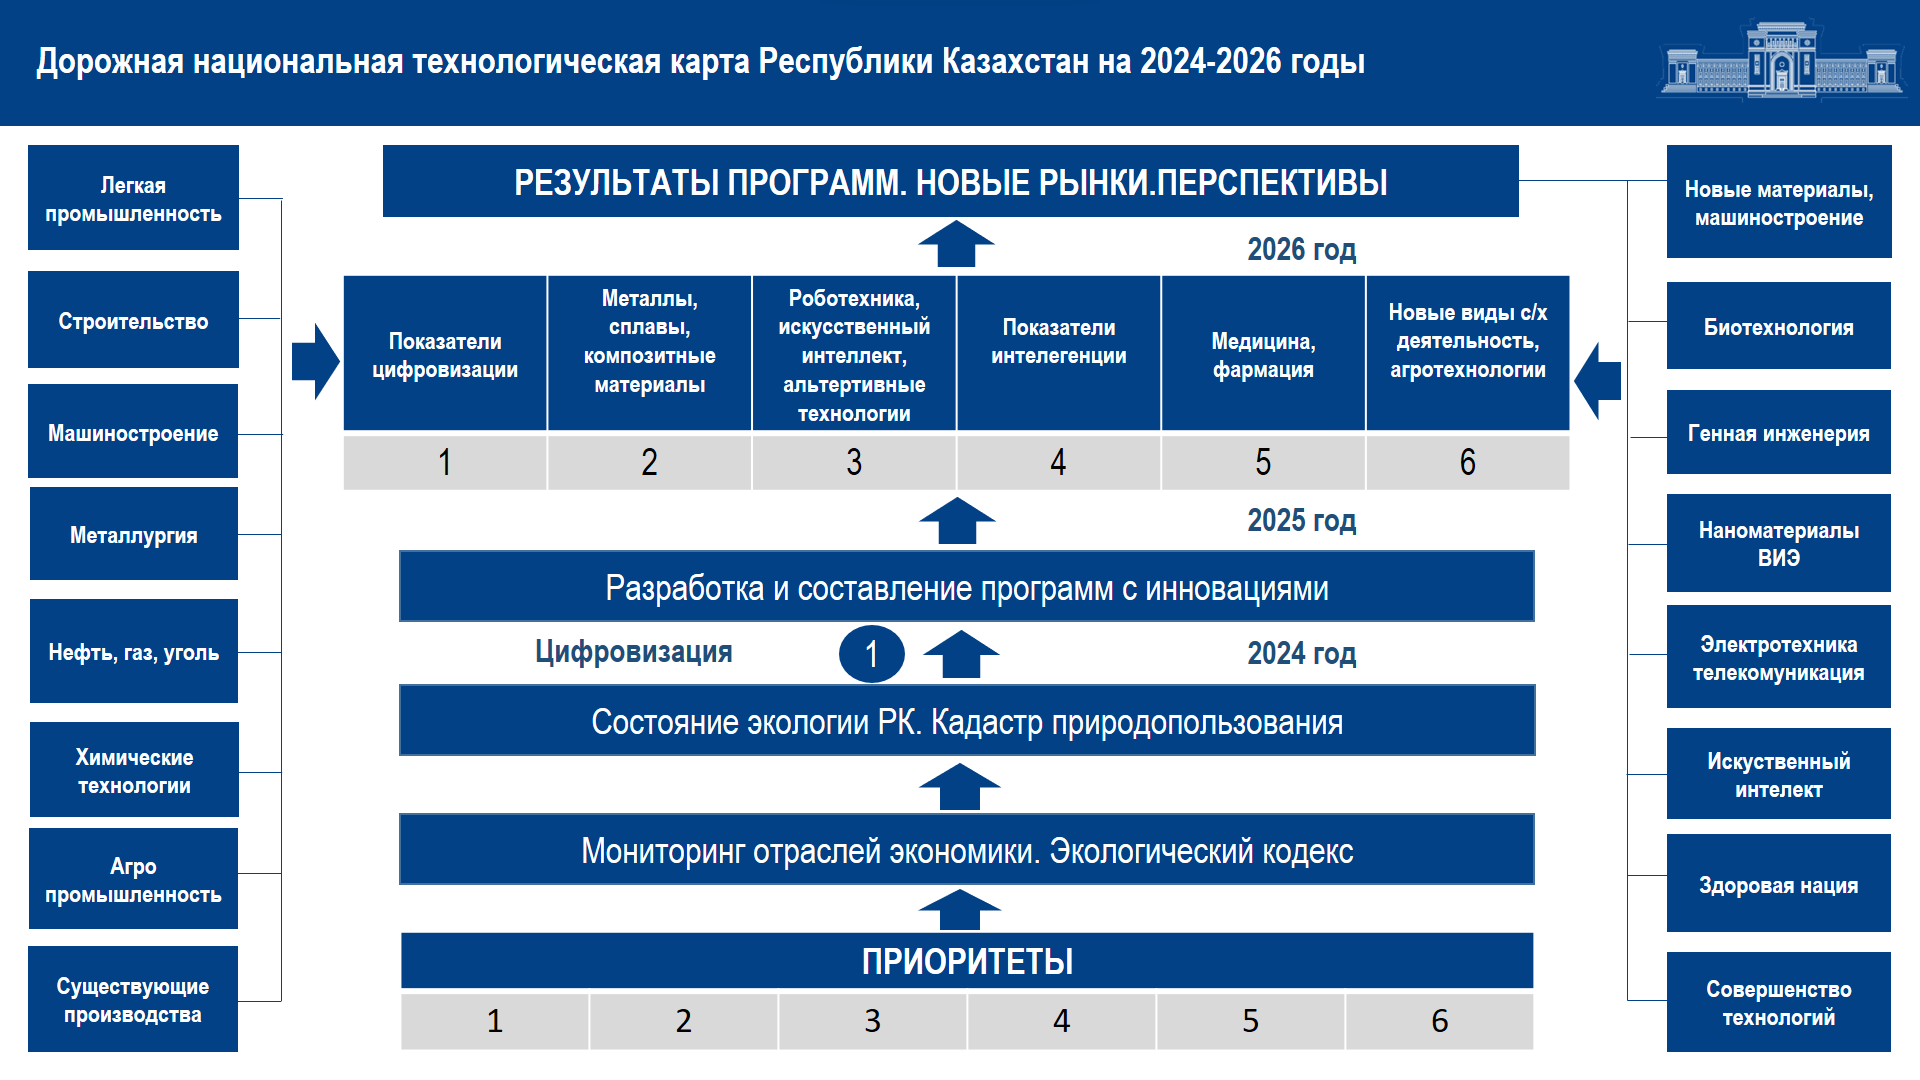 Дорожная национальная технологическая карта Республики Казахстан на 2024-2026 годы
Легкая
промышленность
Строительство
Машиностроение
Металлургия
Нефть, газ, уголь
Химические
технологии
Агро
промышленность
Существующие
производства
РЕЗУЛЬТАТЫ ПРОГРАММ. НОВЫЕ РЫНКИ.ПЕРСПЕКТИВЫ
2026 год
Показатели
цифровизации
Металлы,
сплавы,
композитные
материалы
Роботехника,
искусственный
интеллект,
альтертивные
технологии
Показатели
интелегенции
Медицина,
фармация
Новые виды с/х
деятельность,
агротехнологии
1
2
3
4
5
6
2025 год
Разработка и составление программ с инновациями
Цифровизация
1
2024 год
Состояние экологии РК. Кадастр природопользования
Мониторинг отраслей экономики. Экологический кодекс
ПРИОРИТЕТЫ
1
2
3
4
5
6
Новые материалы,
машиностроение
Биотехнология
Генная инженерия
Наноматериалы
ВИЭ
Электротехника
телекомуникация
Искуственный
интелект
Здоровая нация
Совершенство
технологий